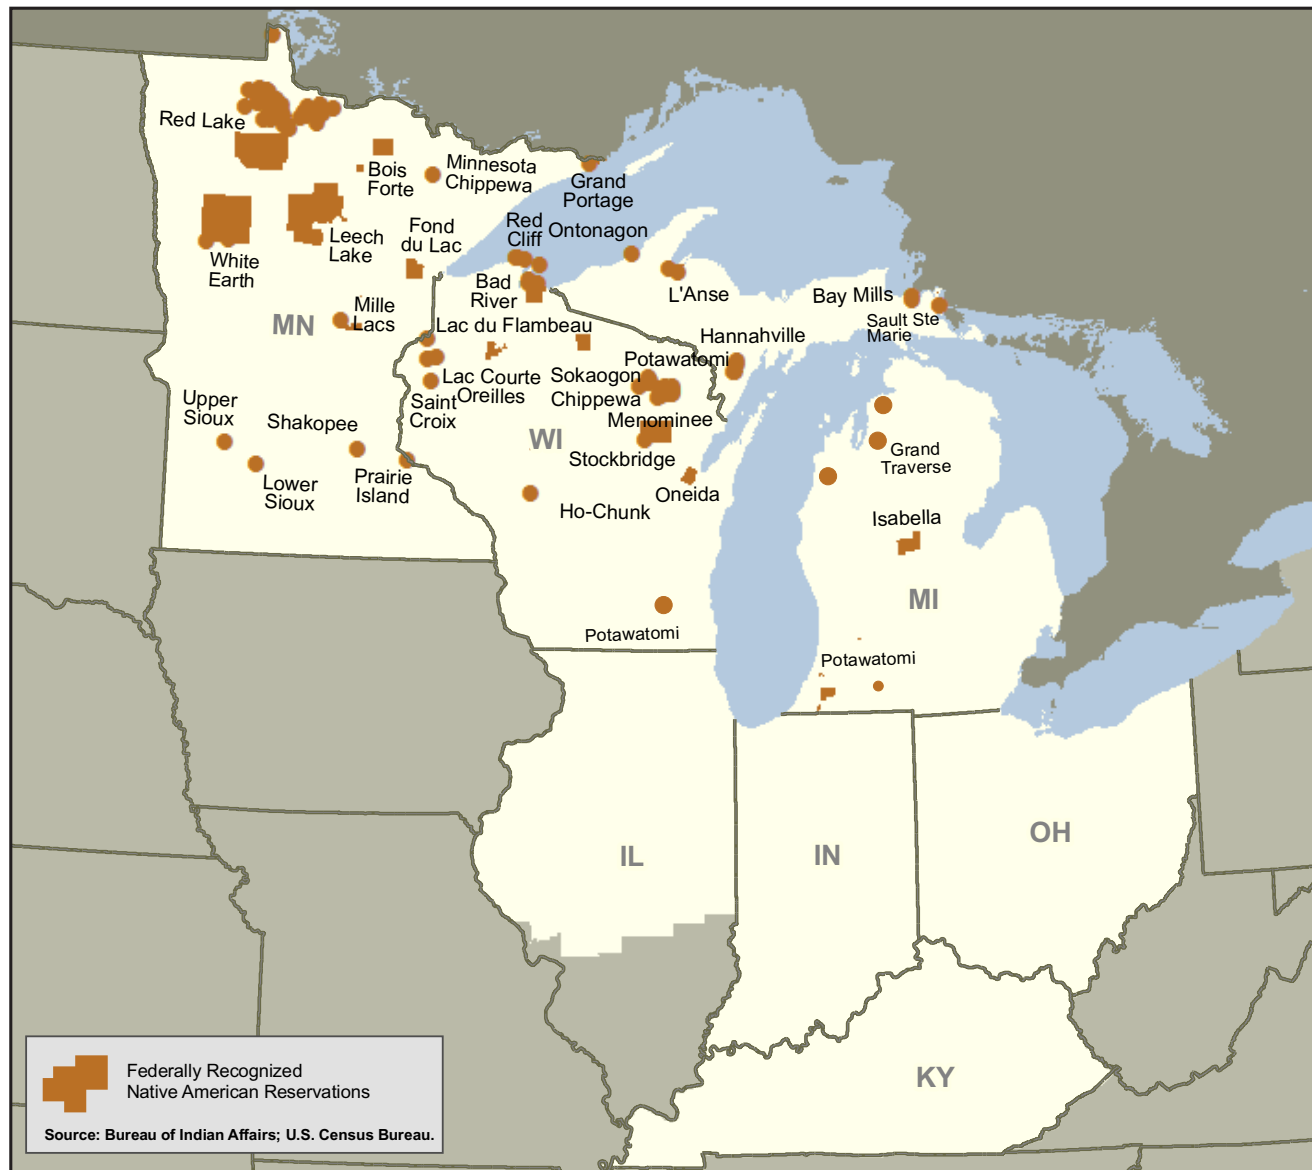 Red Lake
Bois
Forte
Minnesota
Chippewa
Grand
Portage
Leech
Lake
White
Earth
Fond
du Lac
Red
Cliff
Ontonagon
L'Anse
Bad
River
Bay Mills
Sault Ste
Marie
Mille
Lacs
MN
Lac du Flambeau
Hannahville
Potawatomi
Lac Courte
Oreilles
Sokaogon
Chippewa
Saint
Croix
Menominee
WI
Upper
Sioux
Shakopee
Stockbridge
Grand
Traverse
Lower
Sioux
Prairie
Island
Oneida
Ho-Chunk
Isabella
MI
Potawatomi
Potawatomi
IL
IN
OH
KY
Federally Recognized
Native American Reservations
Source: Bureau of Indian Affairs; U.S. Census Bureau.